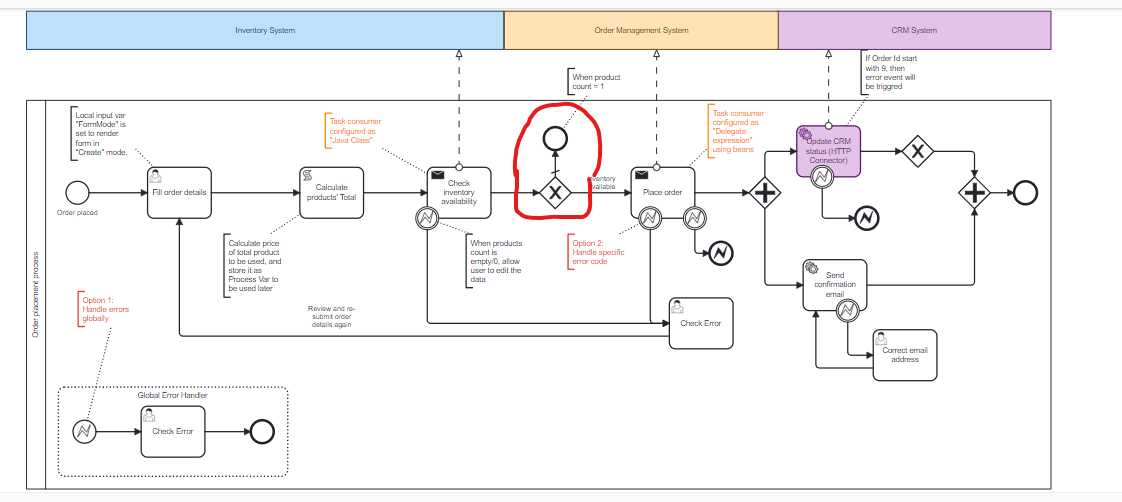 Inventory System
Order Management System
CRM System
When product
count = 1
If Order Id start
with 9, then
error event will
be triggred
Local input var
"FormMode" is
set to render
form in
"Create" mode.
Task consumer
configured as
"Java Class"
Task consumer
configured as
"Delegate
expression"
using beans
Order placed
Fill order details
Calculate
products' Total
Check
inventory
availability
Place order
Update CRM
status (HTTP
Connector)
Calculate price
of total product
to be used, and
store it as
Process Var to
be used later
When products
count is
empty/0, allow
user to edit the
data
Option 2:
Handle specific
error code
Send
confirmation
email
Order placement process
Option 1:
Handle errors
globally
Review and re-
submit order
details again
Check Error
Correct email
address
Global Error Handler
Check Error